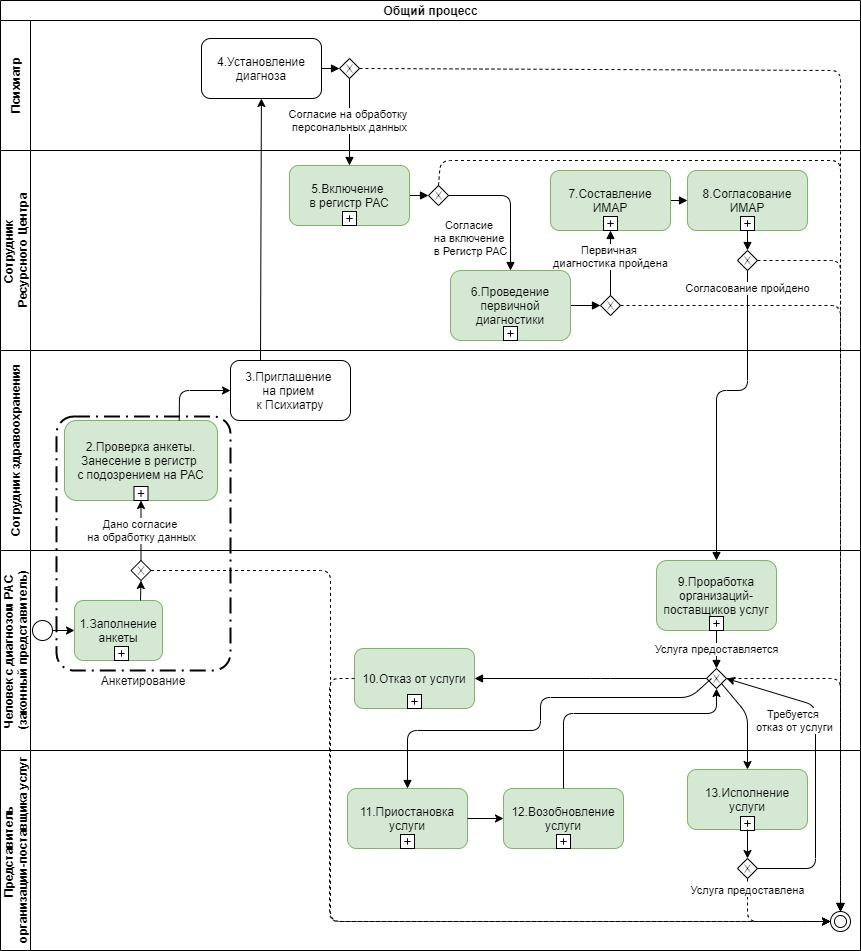 Общий процесс
Психиатр
4.Установление
диагноза
X
Согласие на обработку
персональных данных
Сотрудник
Ресурсного Центра
5.Включение
в регистр РАС
+
X
Согласие
на включение
в Регистр РАС
6.Проведение
первичной
диагностики
+
X
Первичная
диагностика пройдена
7.Составление
ИМАР
+
8.Согласование
ИМАР
+
X
Согласование пройдено
Сотрудник здравоохранения
3.Приглашение
на прием
к Психиатру
2.Проверка анкеты.
Занесение в регистр
с подозрением на РАС
+
Дано согласие
на обработку данных
Человек с диагнозом РАС
(законный представитель)
X
1.Заполнение
анкеты
+
Анкетирование
9.Проработка
организаций-
поставщиков услуг
+
Услуга предоставляется
X
10.Отказ от услуги
+
Требуется
отказ от услуги
Представитель
организации-поставщика услуг
11.Приостановка
услуги
+
12.Возобновление
услуги
+
13.Исполнение
услуги
+
X
Услуга предоставлена